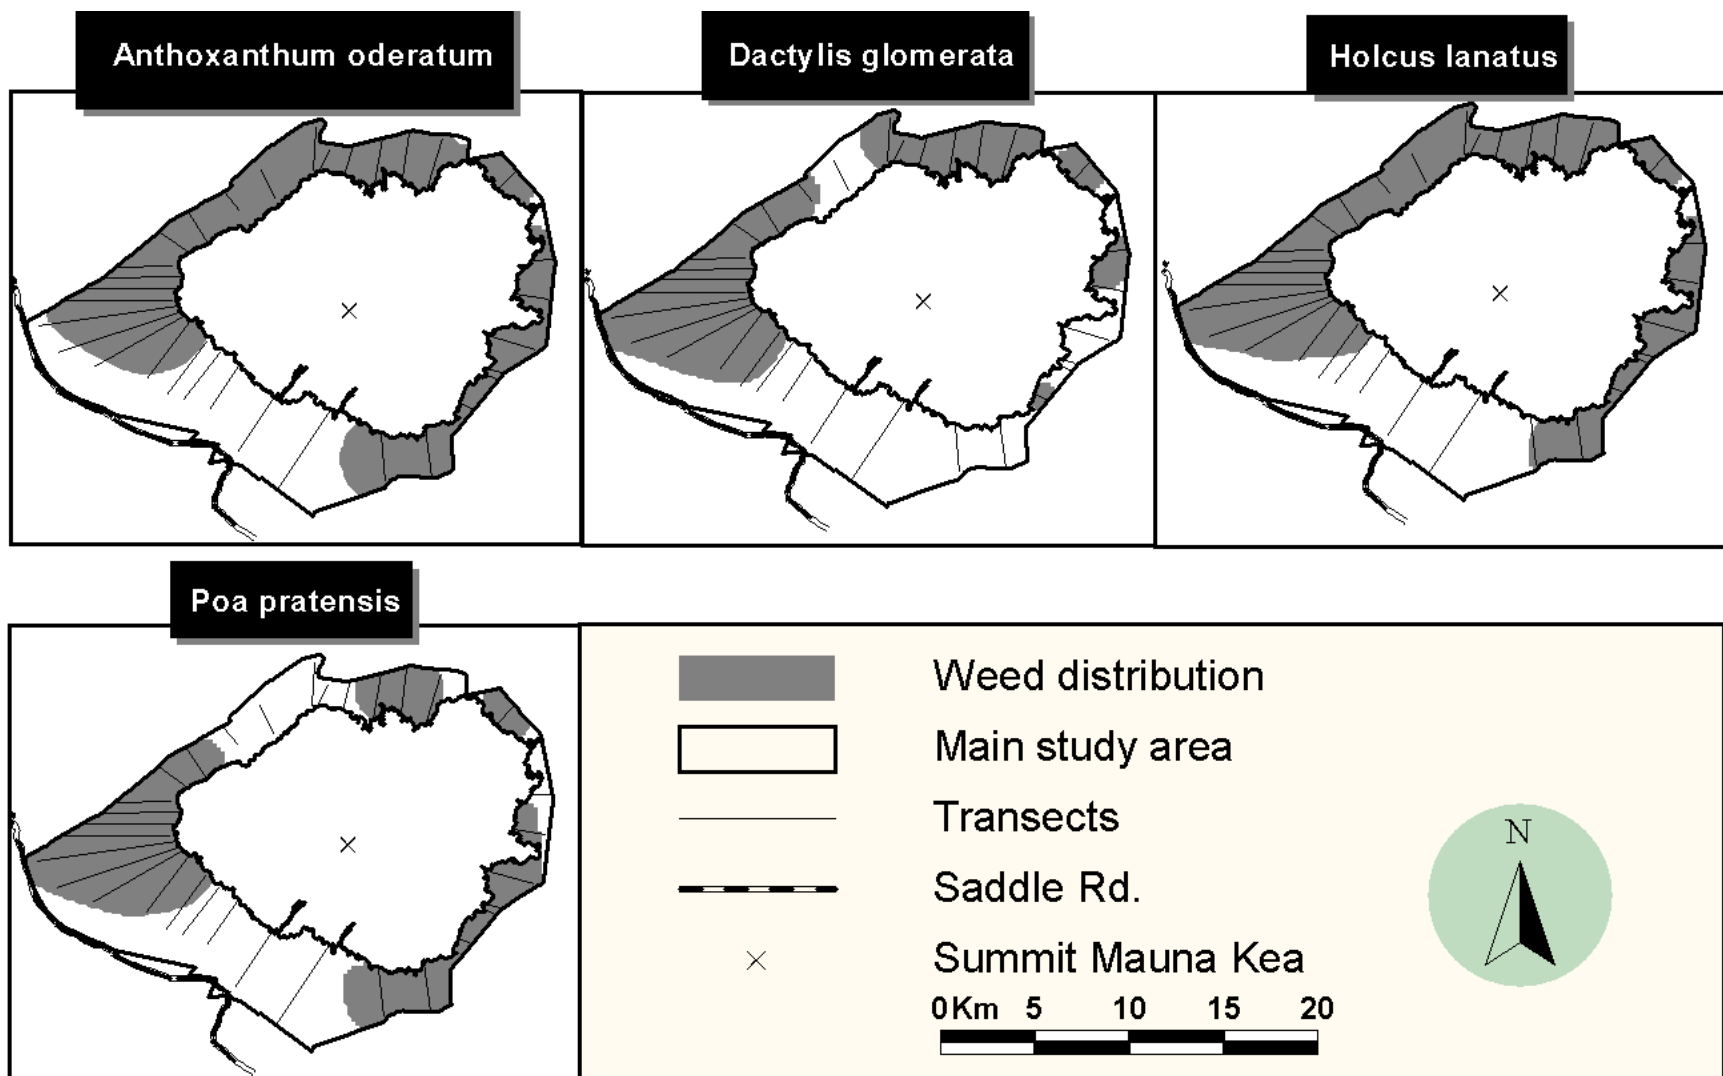 Anthoxanthum oderatum
Dactylis glomerata
Holcus lanatus
Poa pratensis
Weed distribution
Main study area
Transects
Saddle Rd.
Summit Mauna Kea
0Km 5 10 15 20
N